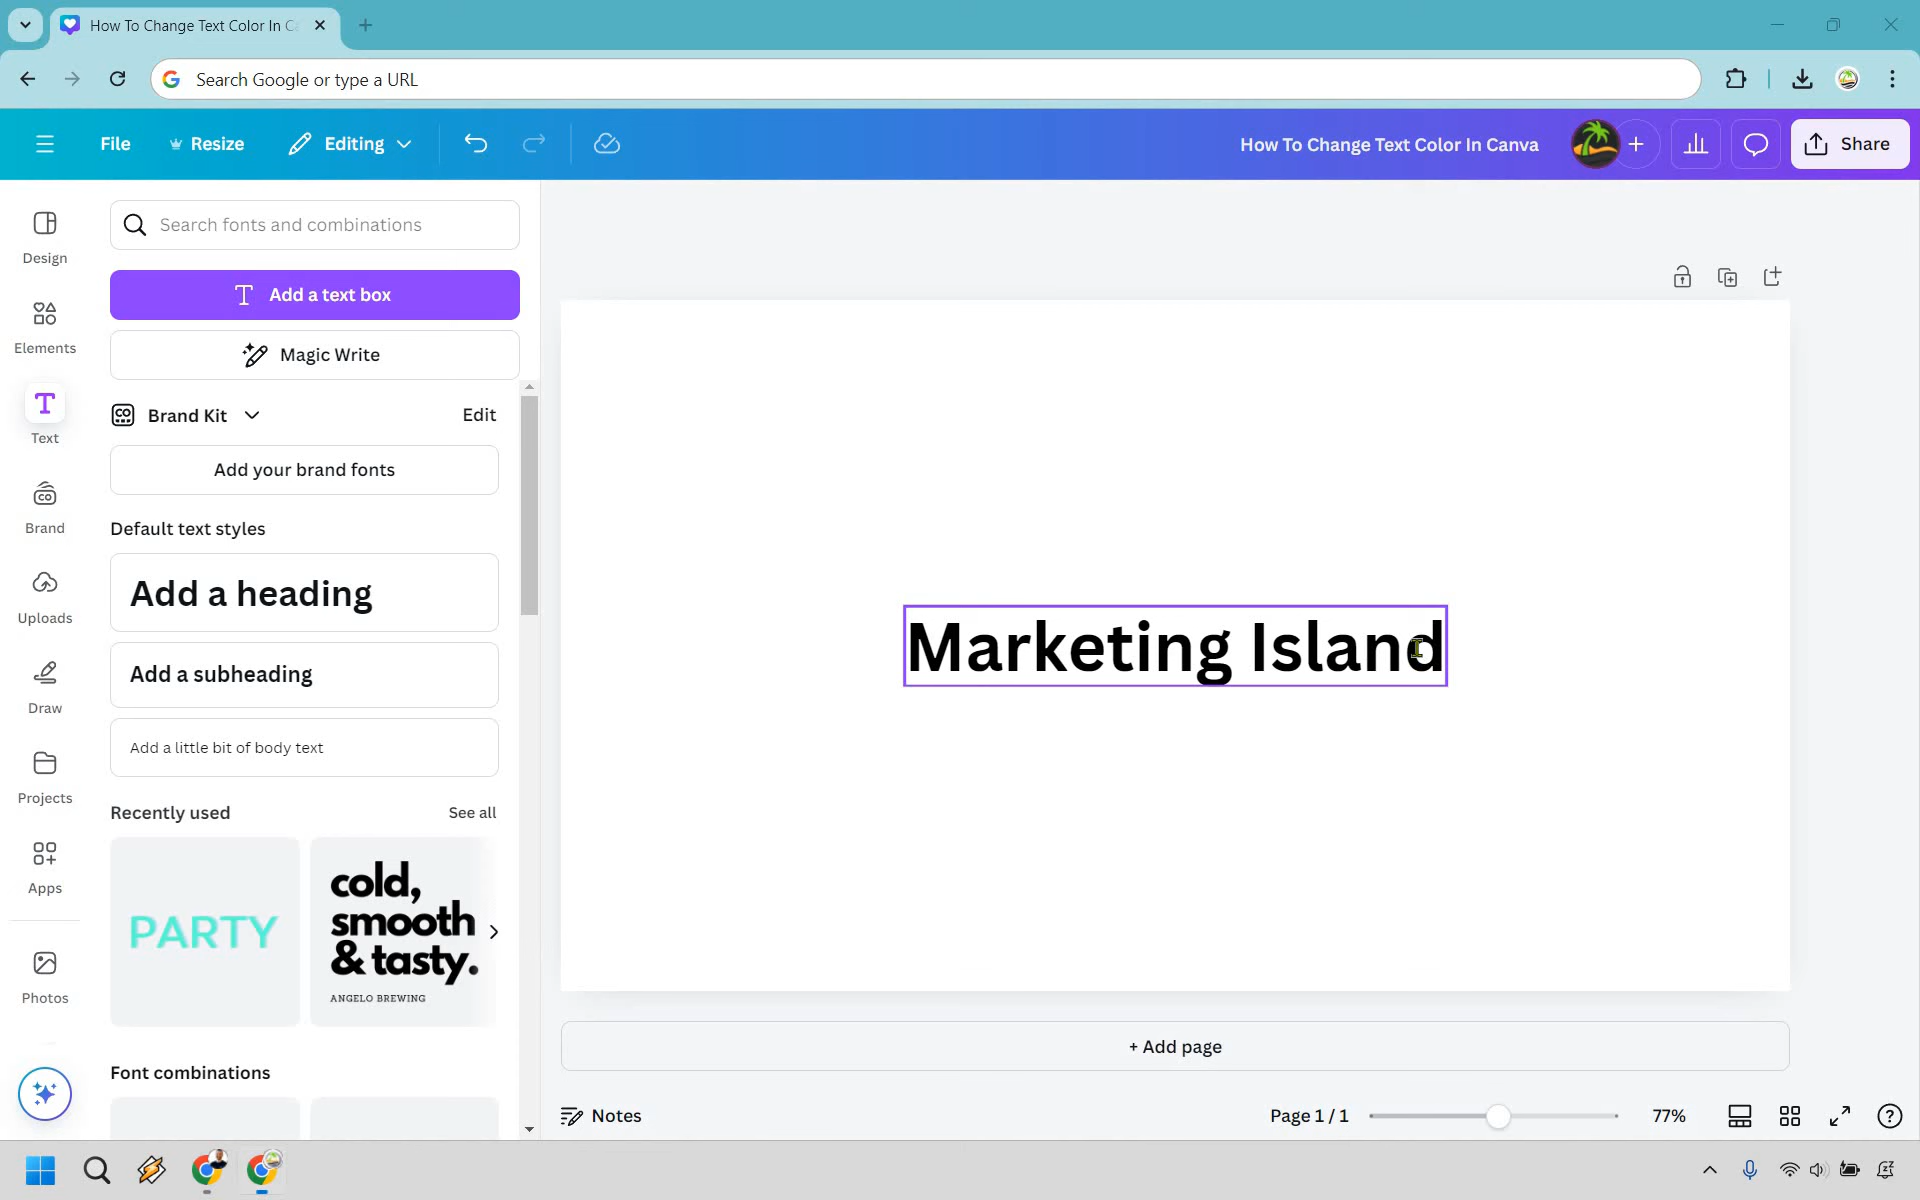 How To Change Text Color In C
Search Google or type a URL
File
Resize
Editing
How To Change Text Color In Canva
Share
Search fonts and combinations
Design
Add a text box
Elements
Magic Write
Brand Kit
Edit
Text
Add your brand fonts
Brand
Default text styles
Add a heading
Uploads
Add a subheading
Draw
Add a little bit of body text
Projects
Recently used
See all
Apps
PARTY
cold,
smooth
& tasty.
ANGELO BREWING
Photos
Font combinations
Marketing Island
+ Add page
Notes
Page 1 / 1
77%